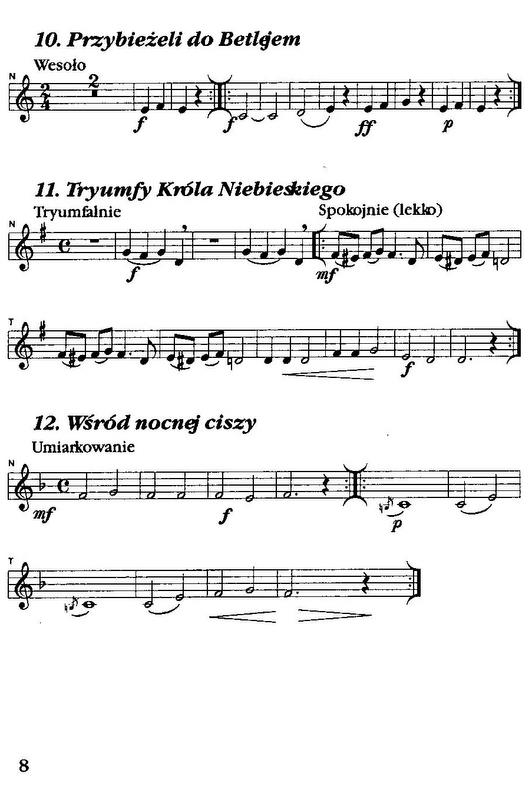 10. Przybieżeli do Betlejem
Wesoło
N
2
4
2
f f ff p
11. Tryumfy Króla Niebieskiego
Tryumfalnie Spokojnie (lekko)
N
f mf
T
f
12. Wśród nocnej ciszy
Umiarkowanie
N
mf f p
T
8